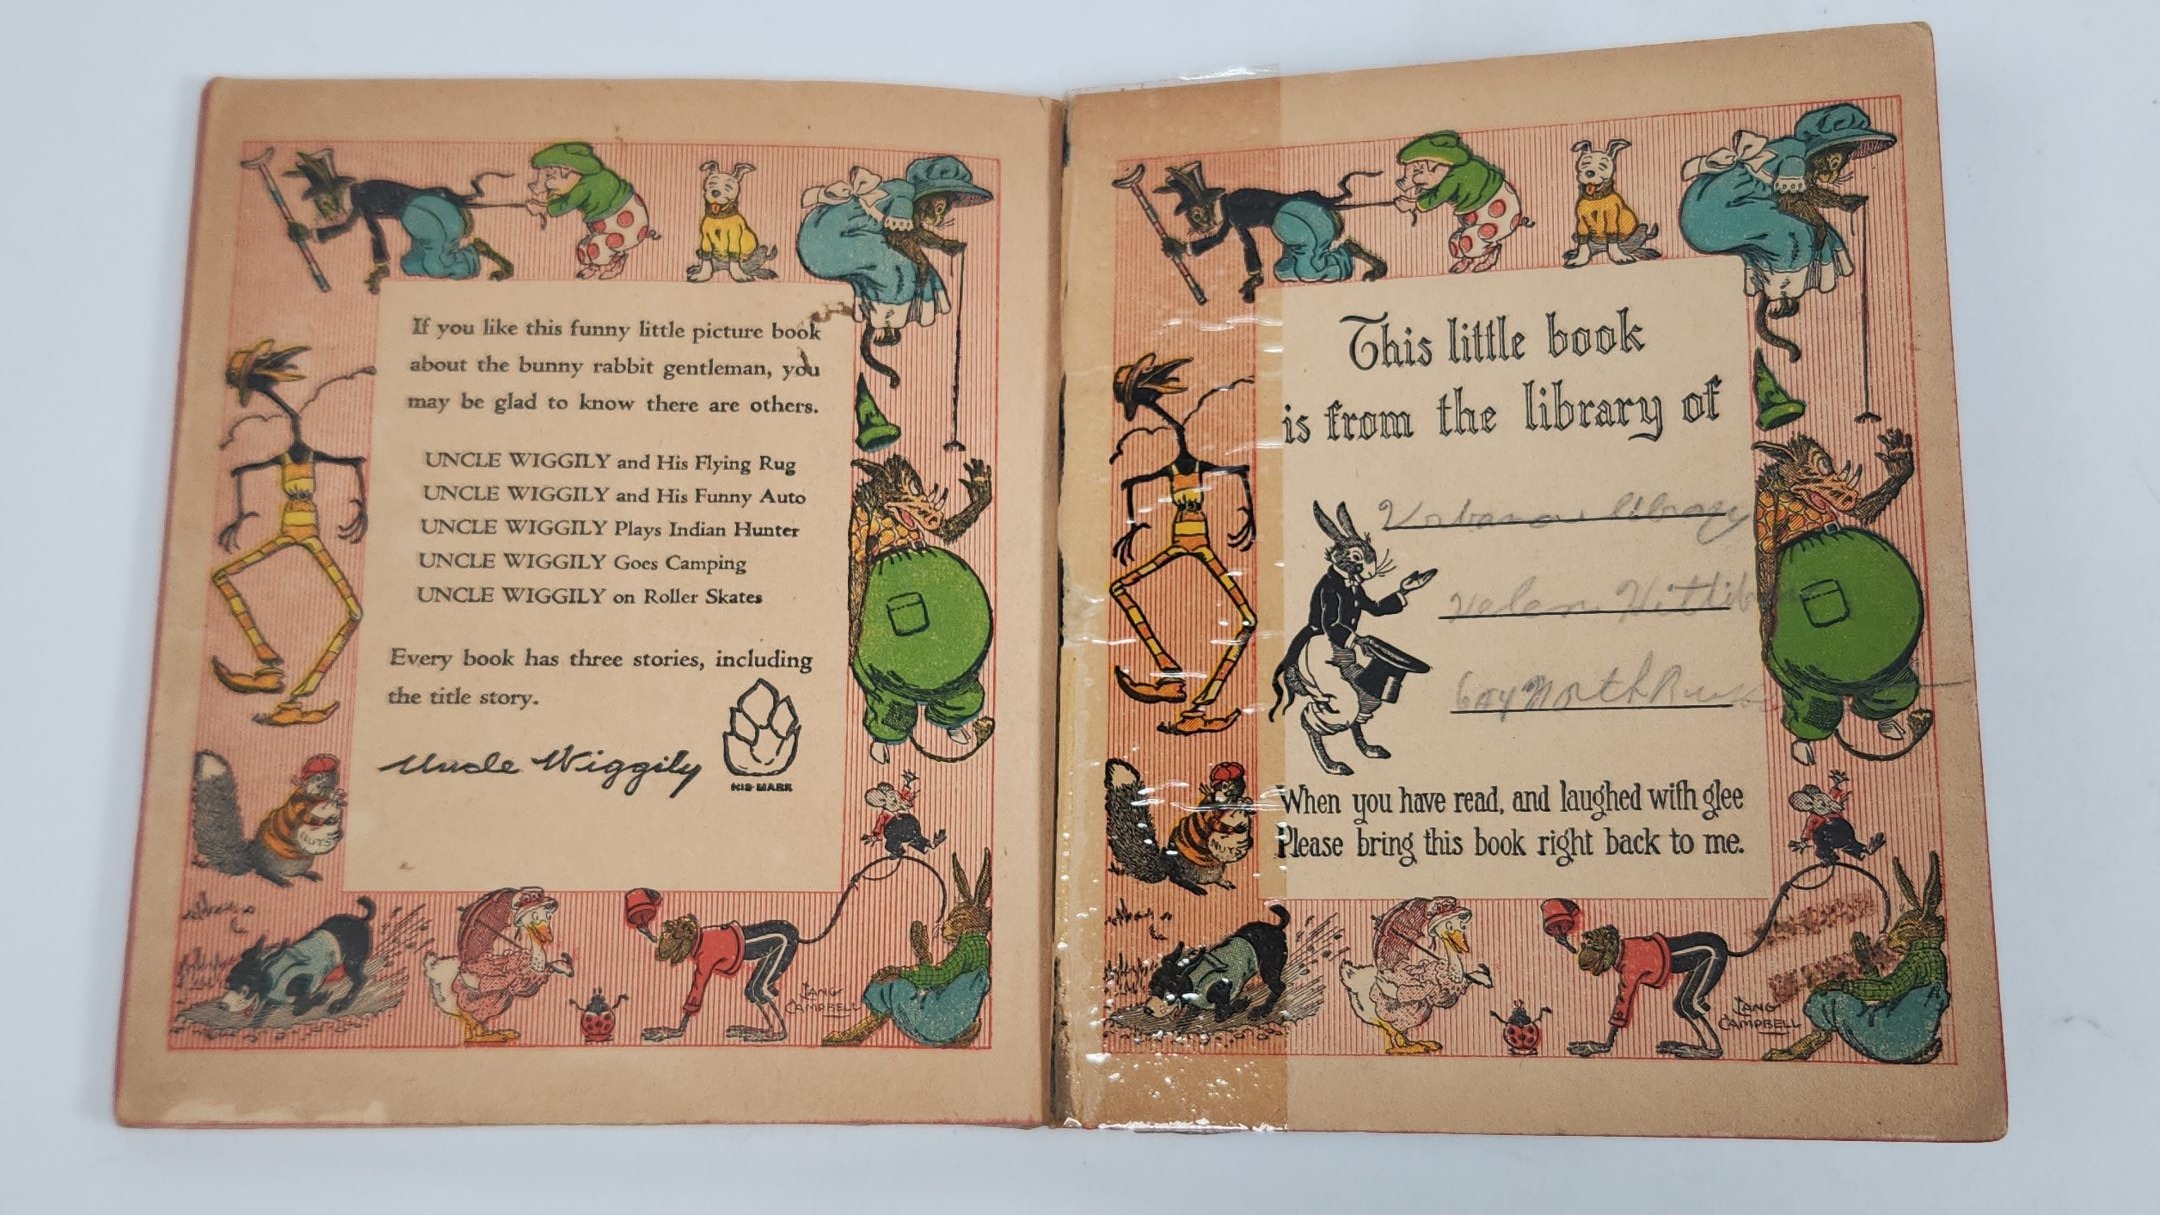 If you like this funny little picture book
about the bunny rabbit gentleman, you
may be glad to know there are others.
UNCLE WIGGILY and His Flying Rug
UNCLE WIGGILY and His Funny Auto
UNCLE WIGGILY Plays Indian Hunter
UNCLE WIGGILY Goes Camping
UNCLE WIGGILY on Roller Skates
Every book has three stories, including
the title story.
Uncle Wiggily
HIS MARK
NUTS
LANG
CAMPBELL
This little book
is from the library of
library
Helen
When you have read, and laughed with glee
Please bring this book right back to me.
NUTS
LANG
CAMPBELL